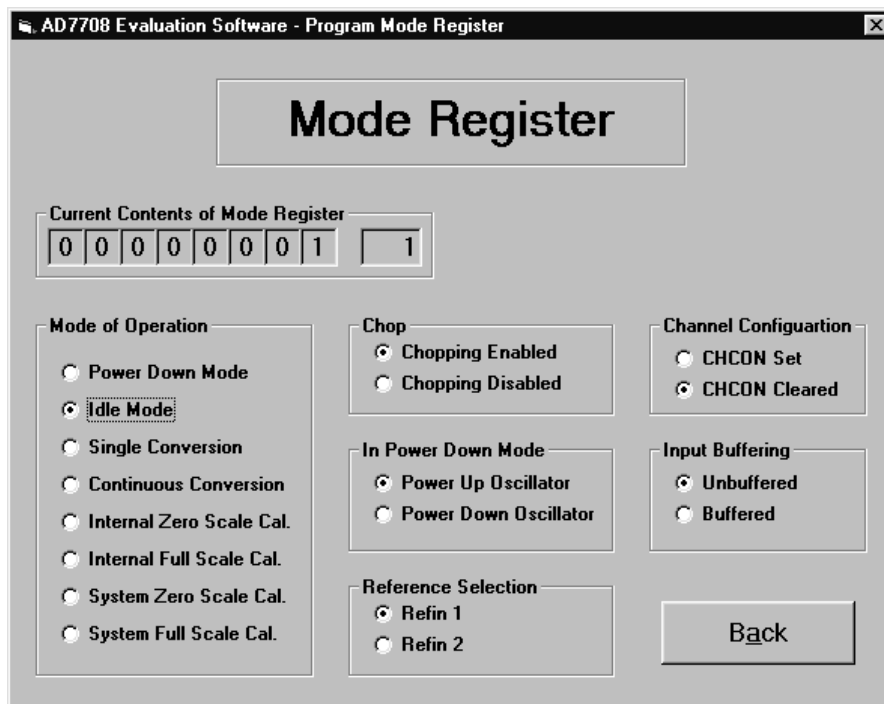 AD7708 Evaluation Software - Program Mode Register
Mode Register
Current Contents of Mode Register
0 0 0 0 0 0 0 1 1
Mode of Operation
Power Down Mode
Idle Mode
Single Conversion
Continuous Conversion
Internal Zero Scale Cal.
Internal Full Scale Cal.
System Zero Scale Cal.
System Full Scale Cal.
Chop
Chopping Enabled
Chopping Disabled
In Power Down Mode
Power Up Oscillator
Power Down Oscillator
Reference Selection
Refin 1
Refin 2
Channel Configuartion
CHCON Set
CHCON Cleared
Input Buffering
Unbuffered
Buffered
Back